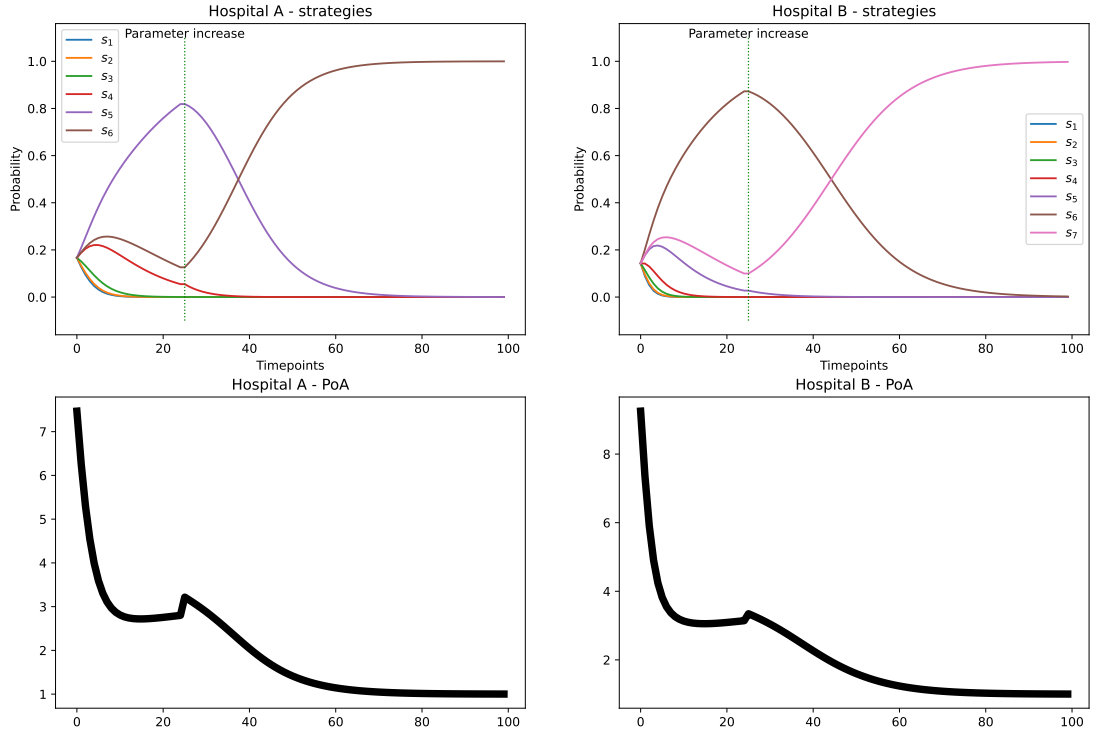 Hospital A - strategies
Parameter increase
s1
s2
s3
s4
s5
s6
1.0
0.8
0.6
0.4
0.2
0.0
Probability
0 20 40 60 80 100
Timepoints
Hospital B - strategies
Parameter increase
s1
s2
s3
s4
s5
s6
s7
1.0
0.8
0.6
0.4
0.2
0.0
Probability
0 20 40 60 80 100
Timepoints
Hospital A - PoA
7
6
5
4
3
2
1
0 20 40 60 80 100
Hospital B - PoA
8
6
4
2
0 20 40 60 80 100